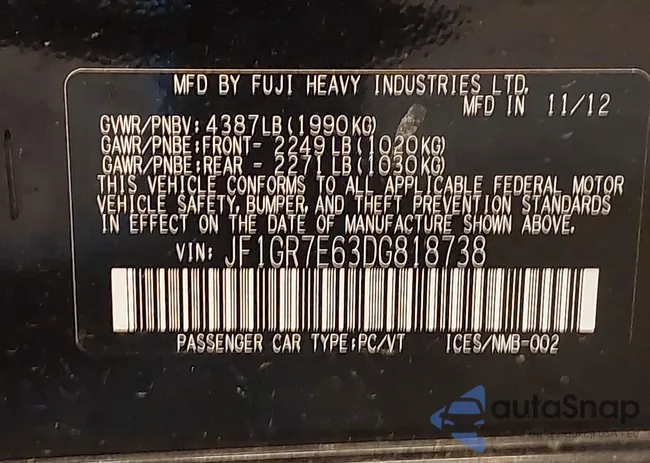 MFD BY FUJI HEAVY INDUSTRIES LTD.
MFD IN 11/12
GVWR/PNBV: 4387LB(1990KG)
GAWR/PNBE:FRONT- 2249LB(1020KG)
GAWR/PNBE:REAR - 2271LB(1030KG)
THIS VEHICLE CONFORMS TO ALL APPLICABLE FEDERAL MOTOR
VEHICLE SAFETY, BUMPER, AND THEFT PREVENTION STANDARDS
IN EFFECT ON THE DATE OF MANUFACTURE SHOWN ABOVE.
VIN: JF1GR7E63DG818738
PASSENGER CAR TYPE:PC/VT ICES/NMB-002
autaSnap